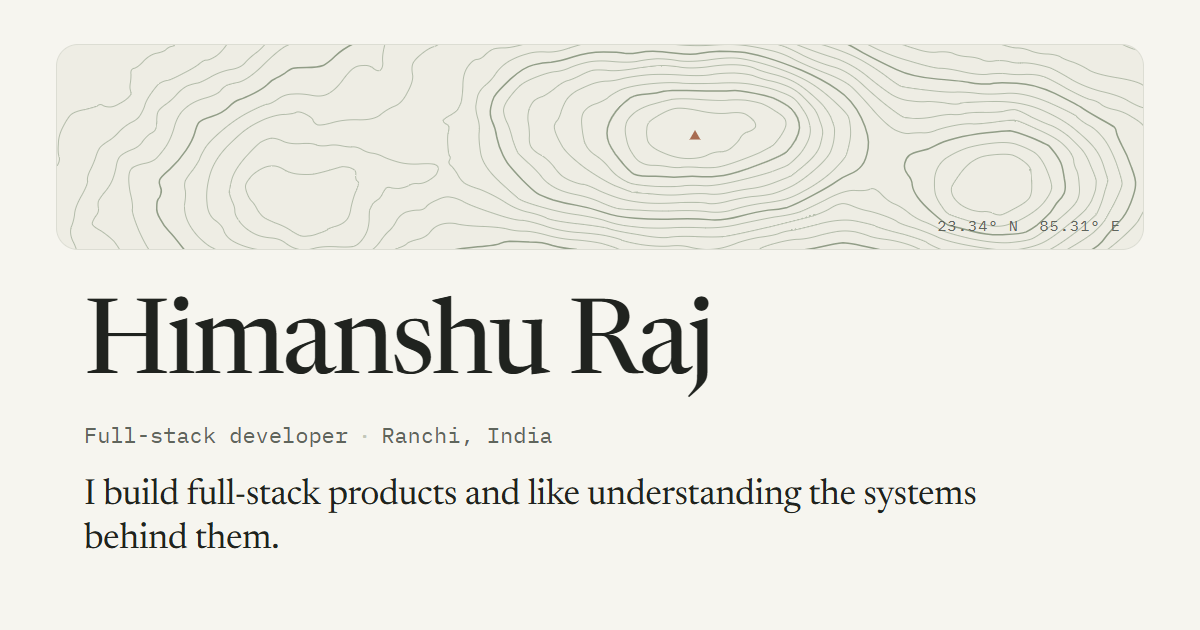 23.34° N  85.31° E
Himanshu Raj
Full-stack developer · Ranchi, India
I build full-stack products and like understanding the systems
behind them.